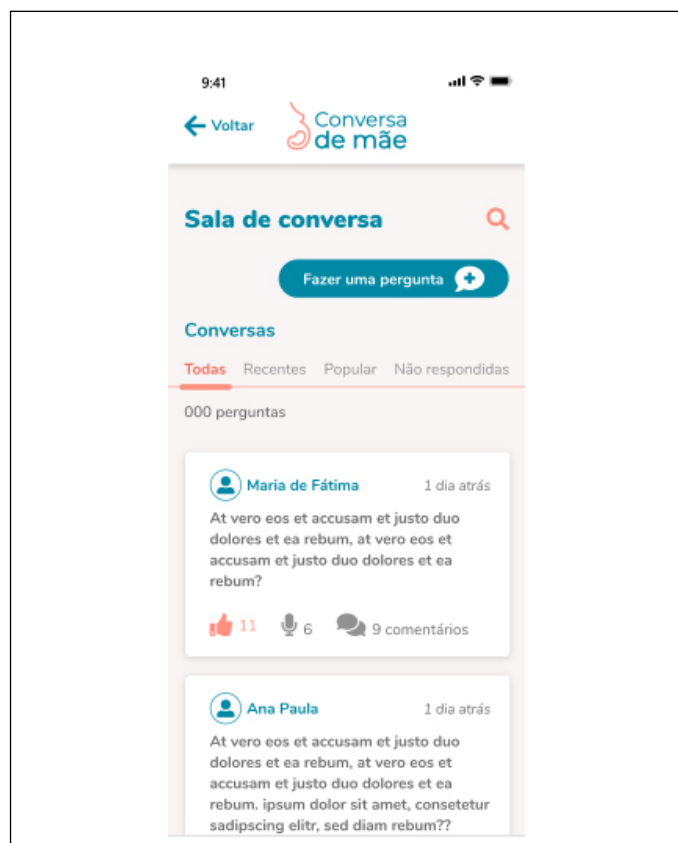 9:41
Voltar
Conversa
de mãe
Sala de conversa
Fazer uma pergunta
Conversas
Todas Recentes Popular Não respondidas
000 perguntas
Maria de Fátima 1 dia atrás
At vero eos et accusam et justo duo
dolores et ea rebum, at vero eos et
accusam et justo duo dolores et ea
rebum?
11 6 9 comentários
Ana Paula 1 dia atrás
At vero eos et accusam et justo duo
dolores et ea rebum, at vero eos et
accusam et justo duo dolores et ea
rebum. ipsum dolor sit amet, consetetur
sadipscing elitr, sed diam rebum??